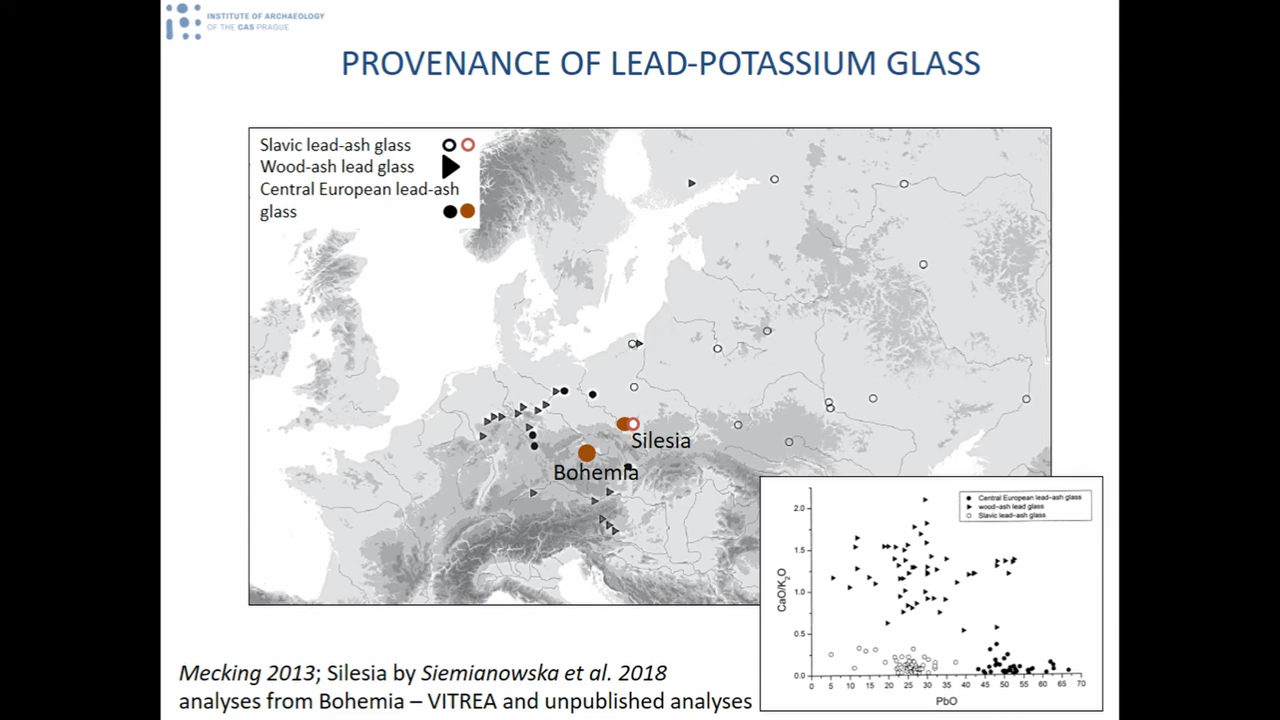 INSTITUTE OF ARCHAEOLOGY
OF THE CAS PRAGUE
PROVENANCE OF LEAD-POTASSIUM GLASS
Slavic lead-ash glass
Wood-ash lead glass
Central European lead-ash
glass
Silesia
Bohemia
Central European lead-ash glass
wood-ash lead glass
Slavic lead-ash glass
2.0
1.5
1.0
0.5
0.0
CaO/K₂O
0 5 10 15 20 25 30 35 40 45 50 55 60 65 70
PbO
Mecking 2013; Silesia by Siemianowska et al. 2018
analyses from Bohemia – VITREA and unpublished analyses